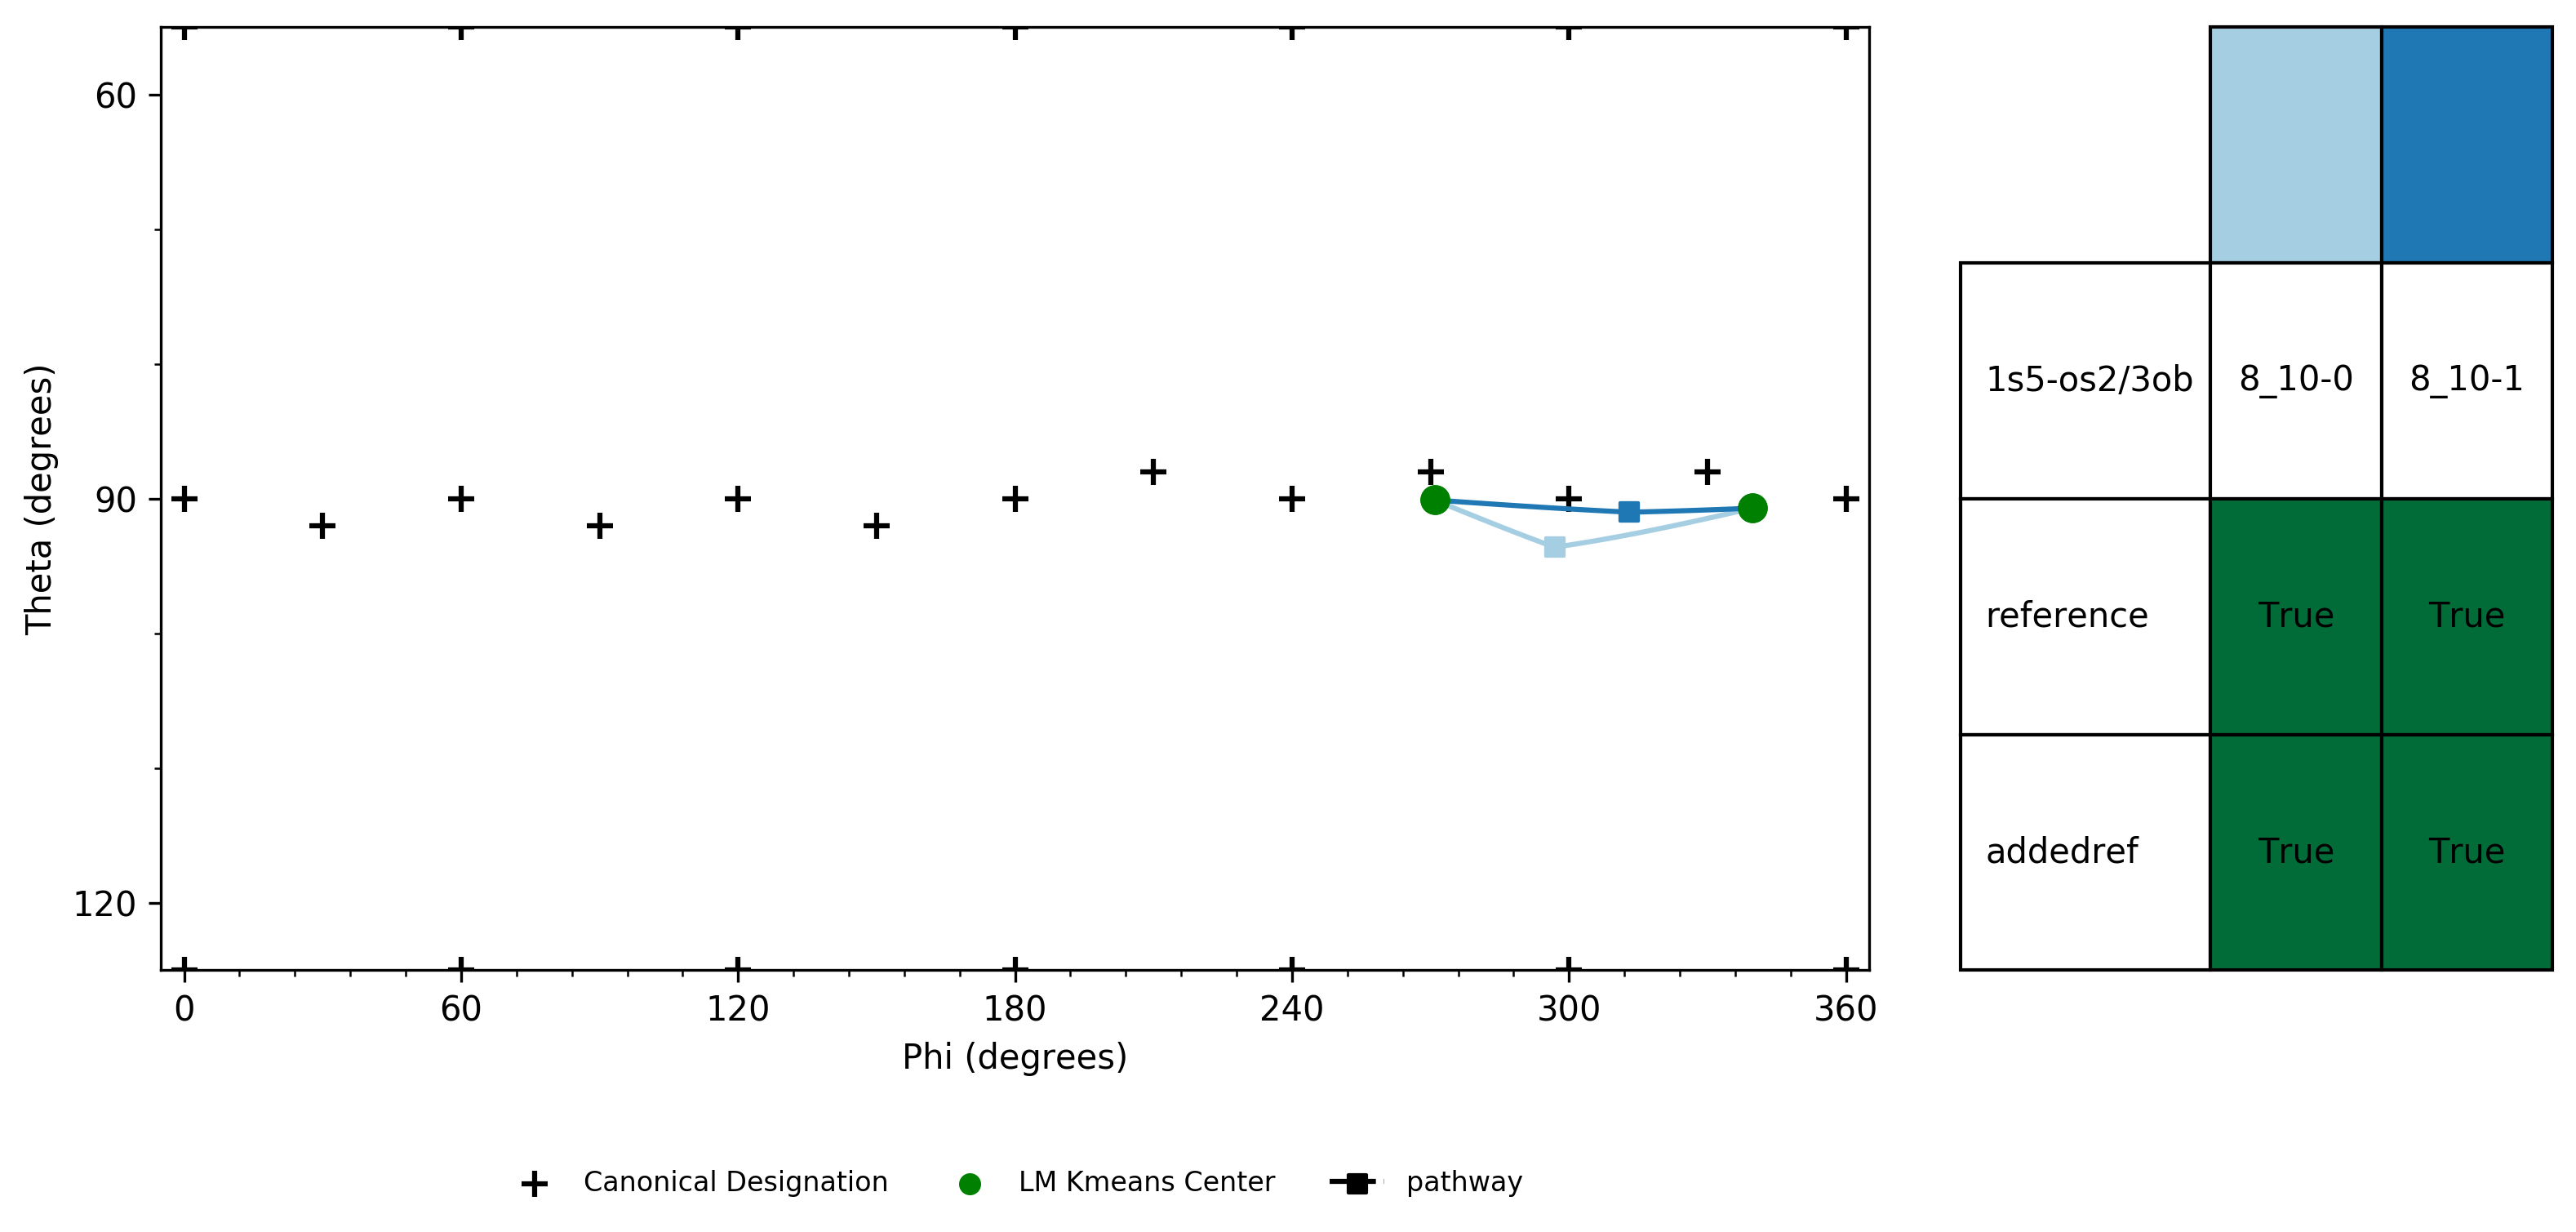 60
90
120
Theta (degrees)
0 60 120 180 240 300 360
Phi (degrees)
Canonical Designation LM Kmeans Center pathway
1s5-os2/3ob 8_10-0 8_10-1
reference True True
addedref True True